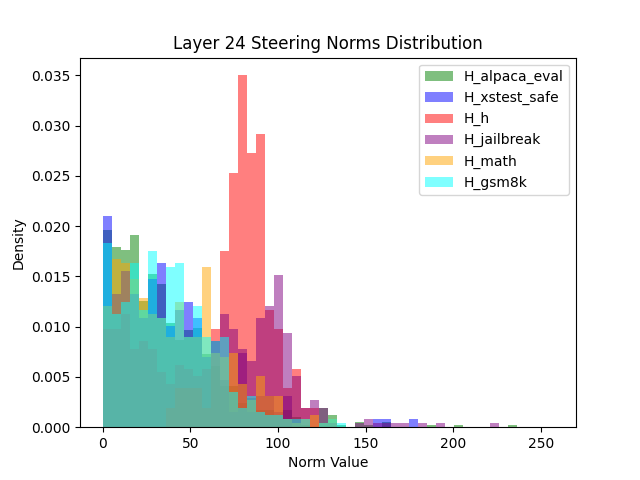 Layer 24 Steering Norms Distribution
Density
0.035
0.030
0.025
0.020
0.015
0.010
0.005
0.000
H_alpaca_eval
H_xstest_safe
H_h
H_jailbreak
H_math
H_gsm8k
0 50 100 150 200 250
Norm Value